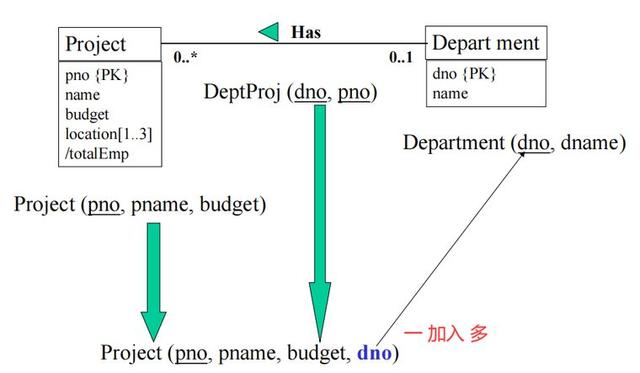 Has
Project
Depart ment
0..*
0..1
pno {PK}
name
budget
location[1..3]
/totalEmp
dno {PK}
name
DeptProj (dno, pno)
Department (dno, dname)
Project (pno, pname, budget)
一 加入 多
Project (pno, pname, budget, dno)